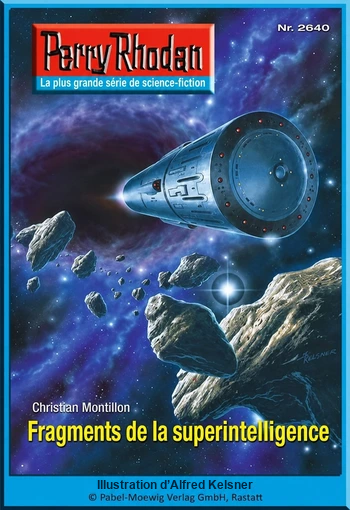 Nr. 2640
Perry Rhodan
La plus grande série de science-fiction
KELSNER
Christian Montillon
Fragments de la superintelligence
Illustration d'Alfred Kelsner
© Pabel-Moewig Verlag GmbH, Rastatt